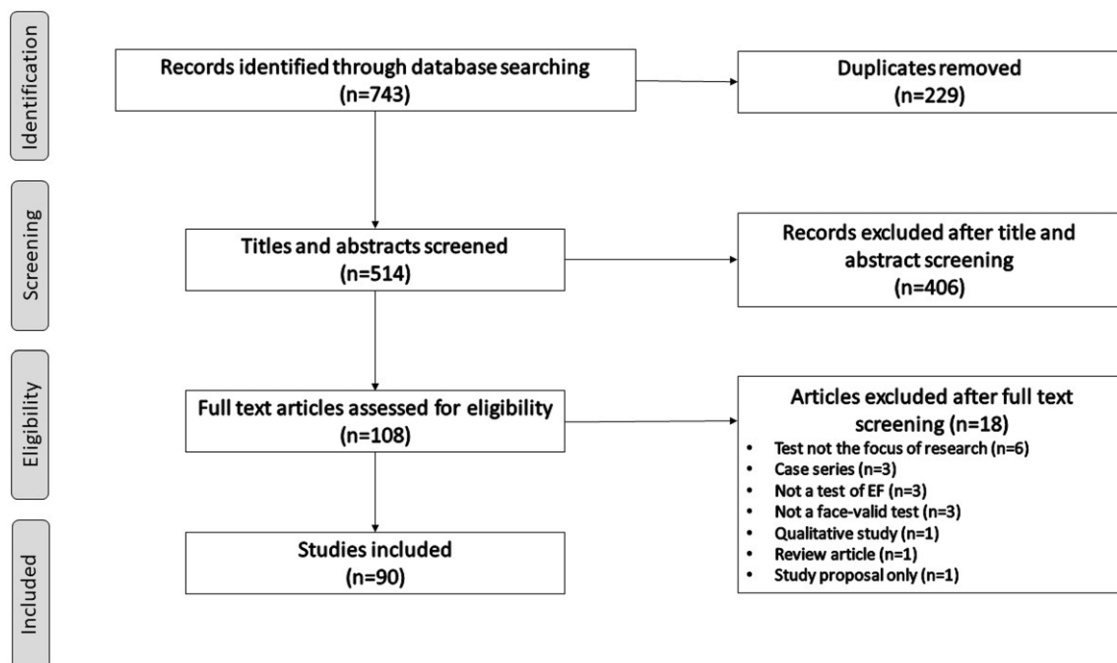 Identification
Records identified through database searching
(n=743)
Duplicates removed
(n=229)
Screening
Titles and abstracts screened
(n=514)
Records excluded after title and
abstract screening
(n=406)
Eligibility
Full text articles assessed for eligibility
(n=108)
Articles excluded after full text
screening (n=18)
• Test not the focus of research (n=6)
• Case series (n=3)
• Not a test of EF (n=3)
• Not a face-valid test (n=3)
• Qualitative study (n=1)
• Review article (n=1)
• Study proposal only (n=1)
Included
Studies included
(n=90)